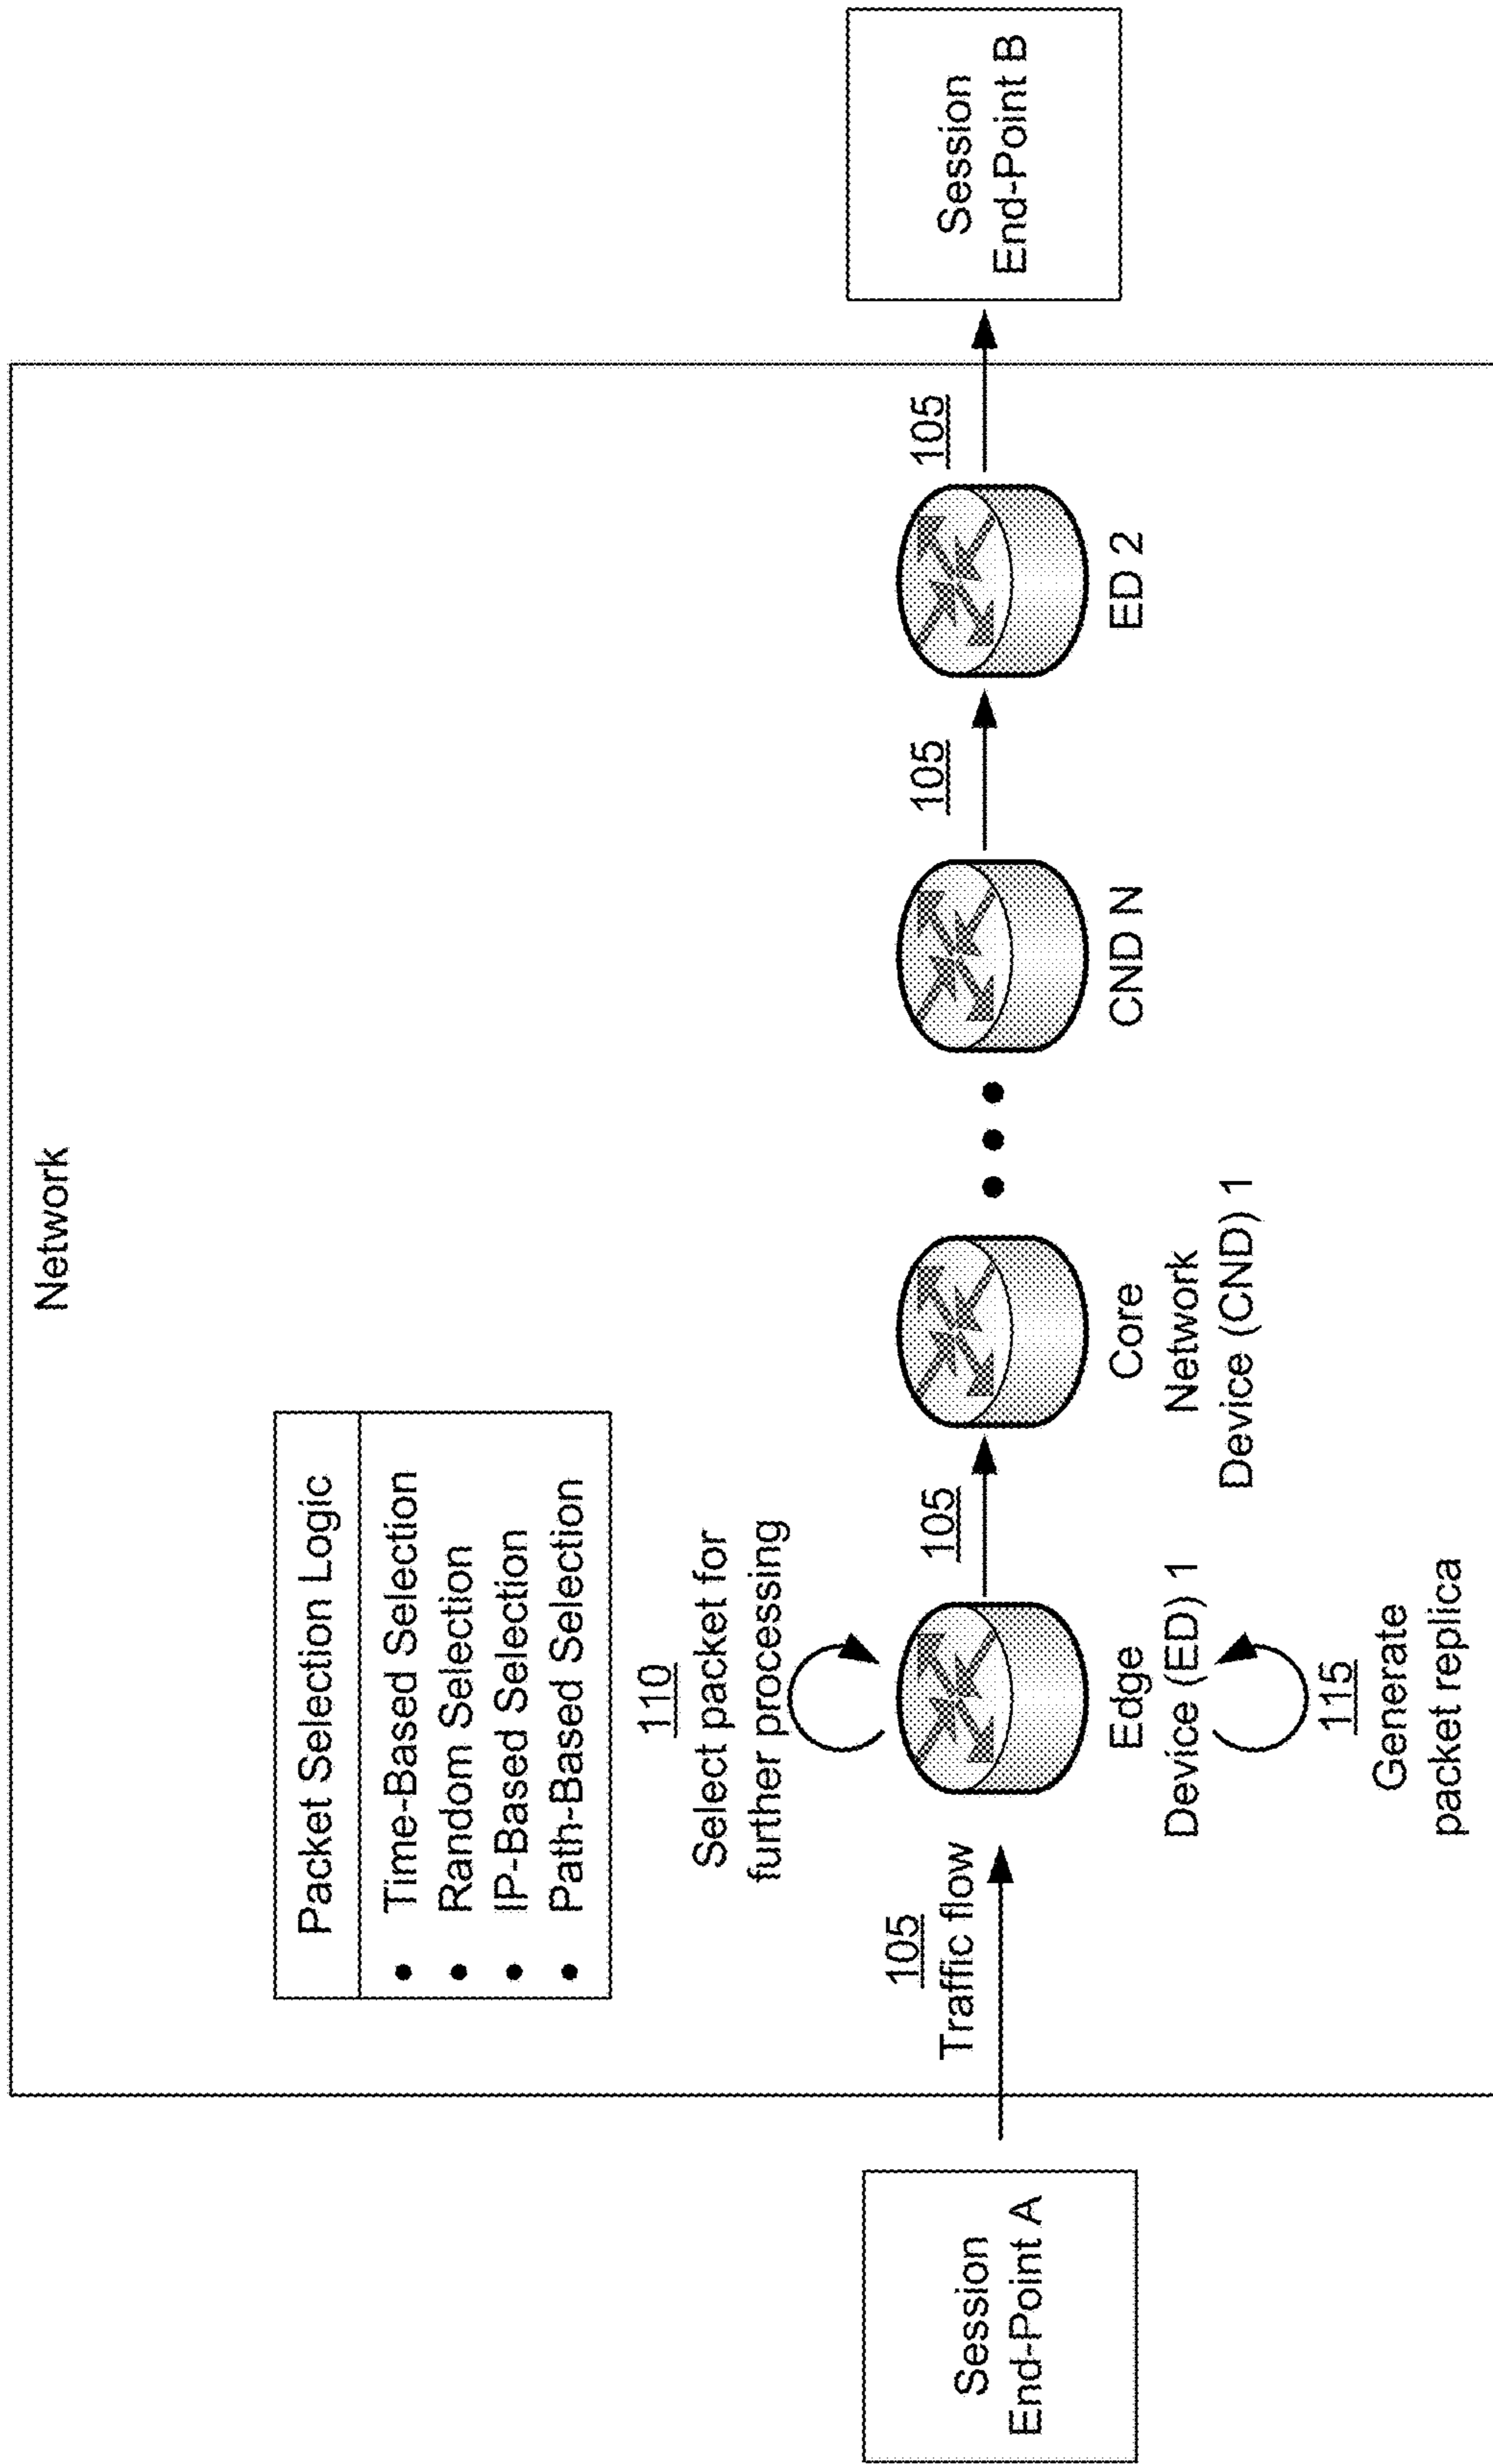 Network
Packet Selection Logic
• Time-Based Selection
• Random Selection
• IP-Based Selection
• Path-Based Selection
110
Select packet for
further processing
Session
End-Point A
105
Traffic flow
Edge
Device (ED) 1
115
Generate
packet replica
105
Core
Network
Device (CND) 1
CND N
105
ED 2
105
Session
End-Point B